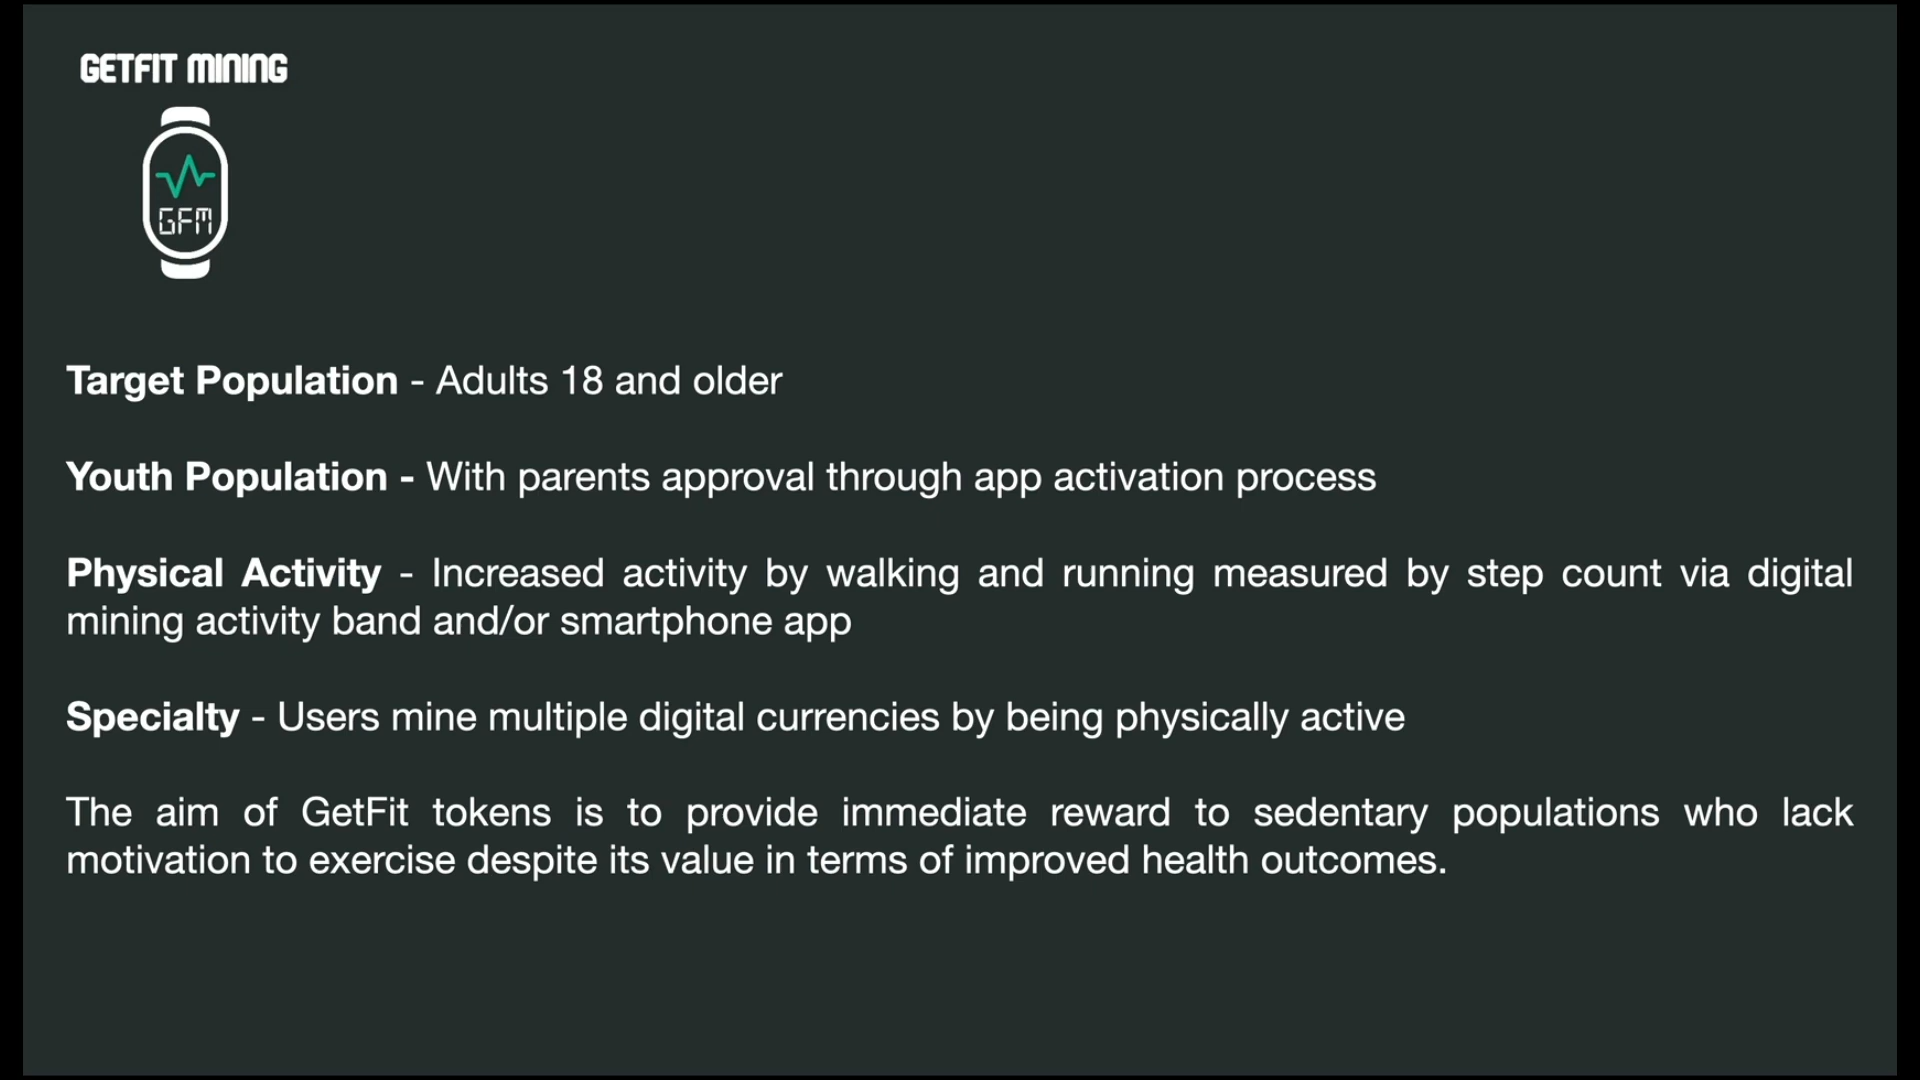 GETFIT MINING
GFM
Target Population - Adults 18 and older
Youth Population - With parents approval through app activation process
Physical Activity - Increased activity by walking and running measured by step count via digital
mining activity band and/or smartphone app
Specialty - Users mine multiple digital currencies by being physically active
The aim of GetFit tokens is to provide immediate reward to sedentary populations who lack
motivation to exercise despite its value in terms of improved health outcomes.